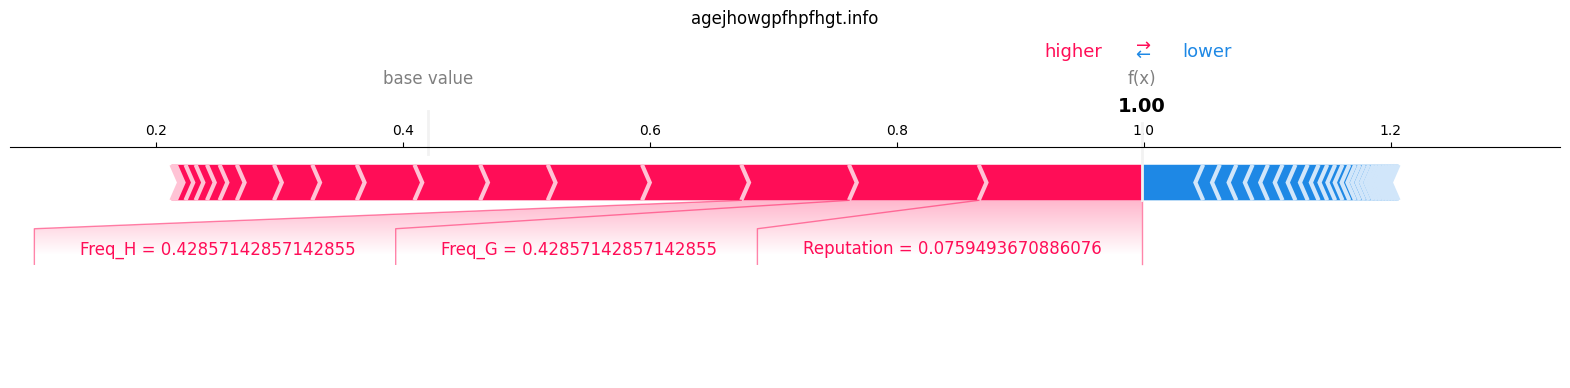 agejhowgpfhpfhgt.info
higher ⇄ lower
base value f(x)
1.00
0.2 0.4 0.6 0.8 1.0 1.2
Freq_H = 0.42857142857142855 Freq_G = 0.42857142857142855 Reputation = 0.0759493670886076